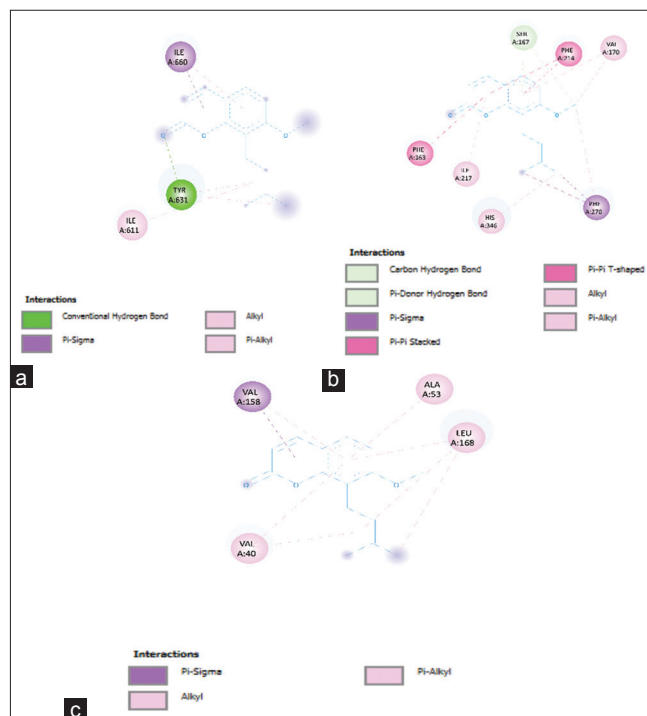 ILE
A:660
O
O
O
TYR
A:631
ILE
A:611
Interactions
Conventional Hydrogen Bond
Alkyl
Pi-Sigma
Pi-Alkyl
a
SER
A:167
PHE
A:214
VAL
A:170
O
O
O
PHE
A:163
ILE
A:217
HIS
A:346
PHE
A:270
Interactions
Carbon Hydrogen Bond
Pi-Pi T-shaped
Pi-Donor Hydrogen Bond
Alkyl
Pi-Sigma
Pi-Alkyl
Pi-Pi Stacked
b
VAL
A:158
ALA
A:53
LEU
A:168
O
O
O
VAL
A:40
Interactions
Pi-Sigma
Pi-Alkyl
Alkyl
c